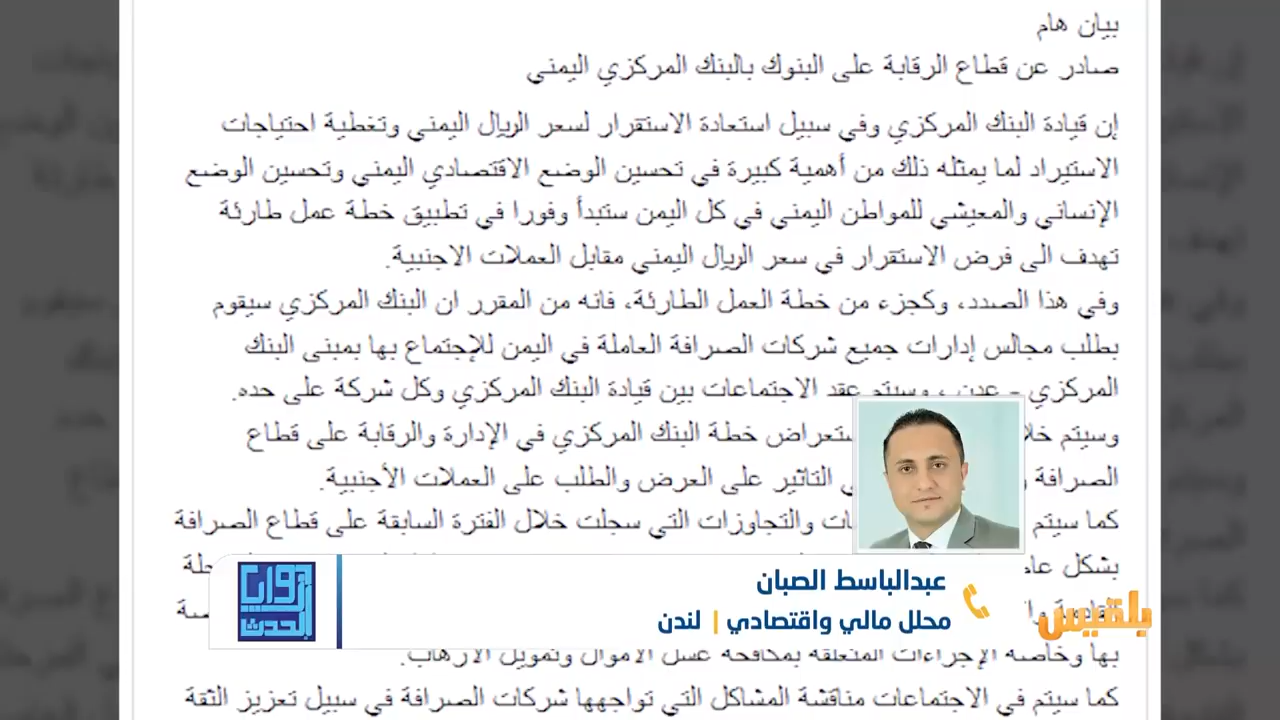 بيان هام
صادر عن قطاع الرقابة على البنوك بالبنك المركزي اليمني
إن قيادة البنك المركزي وفي سبيل استعادة الاستقرار لسعر الريال اليمني وتغطية احتياجات
الاستيراد لما يمثله ذلك من أهمية كبيرة في تحسين الوضع الاقتصادي اليمني وتحسين الوضع
الإنساني والمعيشي للمواطن اليمني في كل اليمن ستبدأ وفورا في تطبيق خطة عمل طارئة
تهدف الى فرض الاستقرار في سعر الريال اليمني مقابل العملات الاجنبية.
وفي هذا الصدد، وكجزء من خطة العمل الطارئة، فانه من المقرر ان البنك المركزي سيقوم
بطلب مجالس إدارات جميع شركات الصرافة العاملة في اليمن للإجتماع بها بمبنى البنك
المركزي – عدن ، وسيتم عقد الاجتماعات بين قيادة البنك المركزي وكل شركة على حده.
وسيتم ستعراض خطة البنك المركزي في الإدارة والرقابة على قطاع
الصرافة التاثير على العرض والطلب على العملات الأجنبية.
كما سيتم والتجاوزات التي سجلت خلال الفترة السابقة على قطاع الصرافة
بشكل
بها وخاصة الإجراءات المتعلقة بمكافحة غسل الاموال وتمويل الارهاب.
كما سيتم في الاجتماعات مناقشة المشاكل التي تواجهها شركات الصرافة في سبيل تعزيز الثقة
عبدالباسط الصبان
محلل مالي واقتصادي | لندن
بلقيس
أبواب الحدث